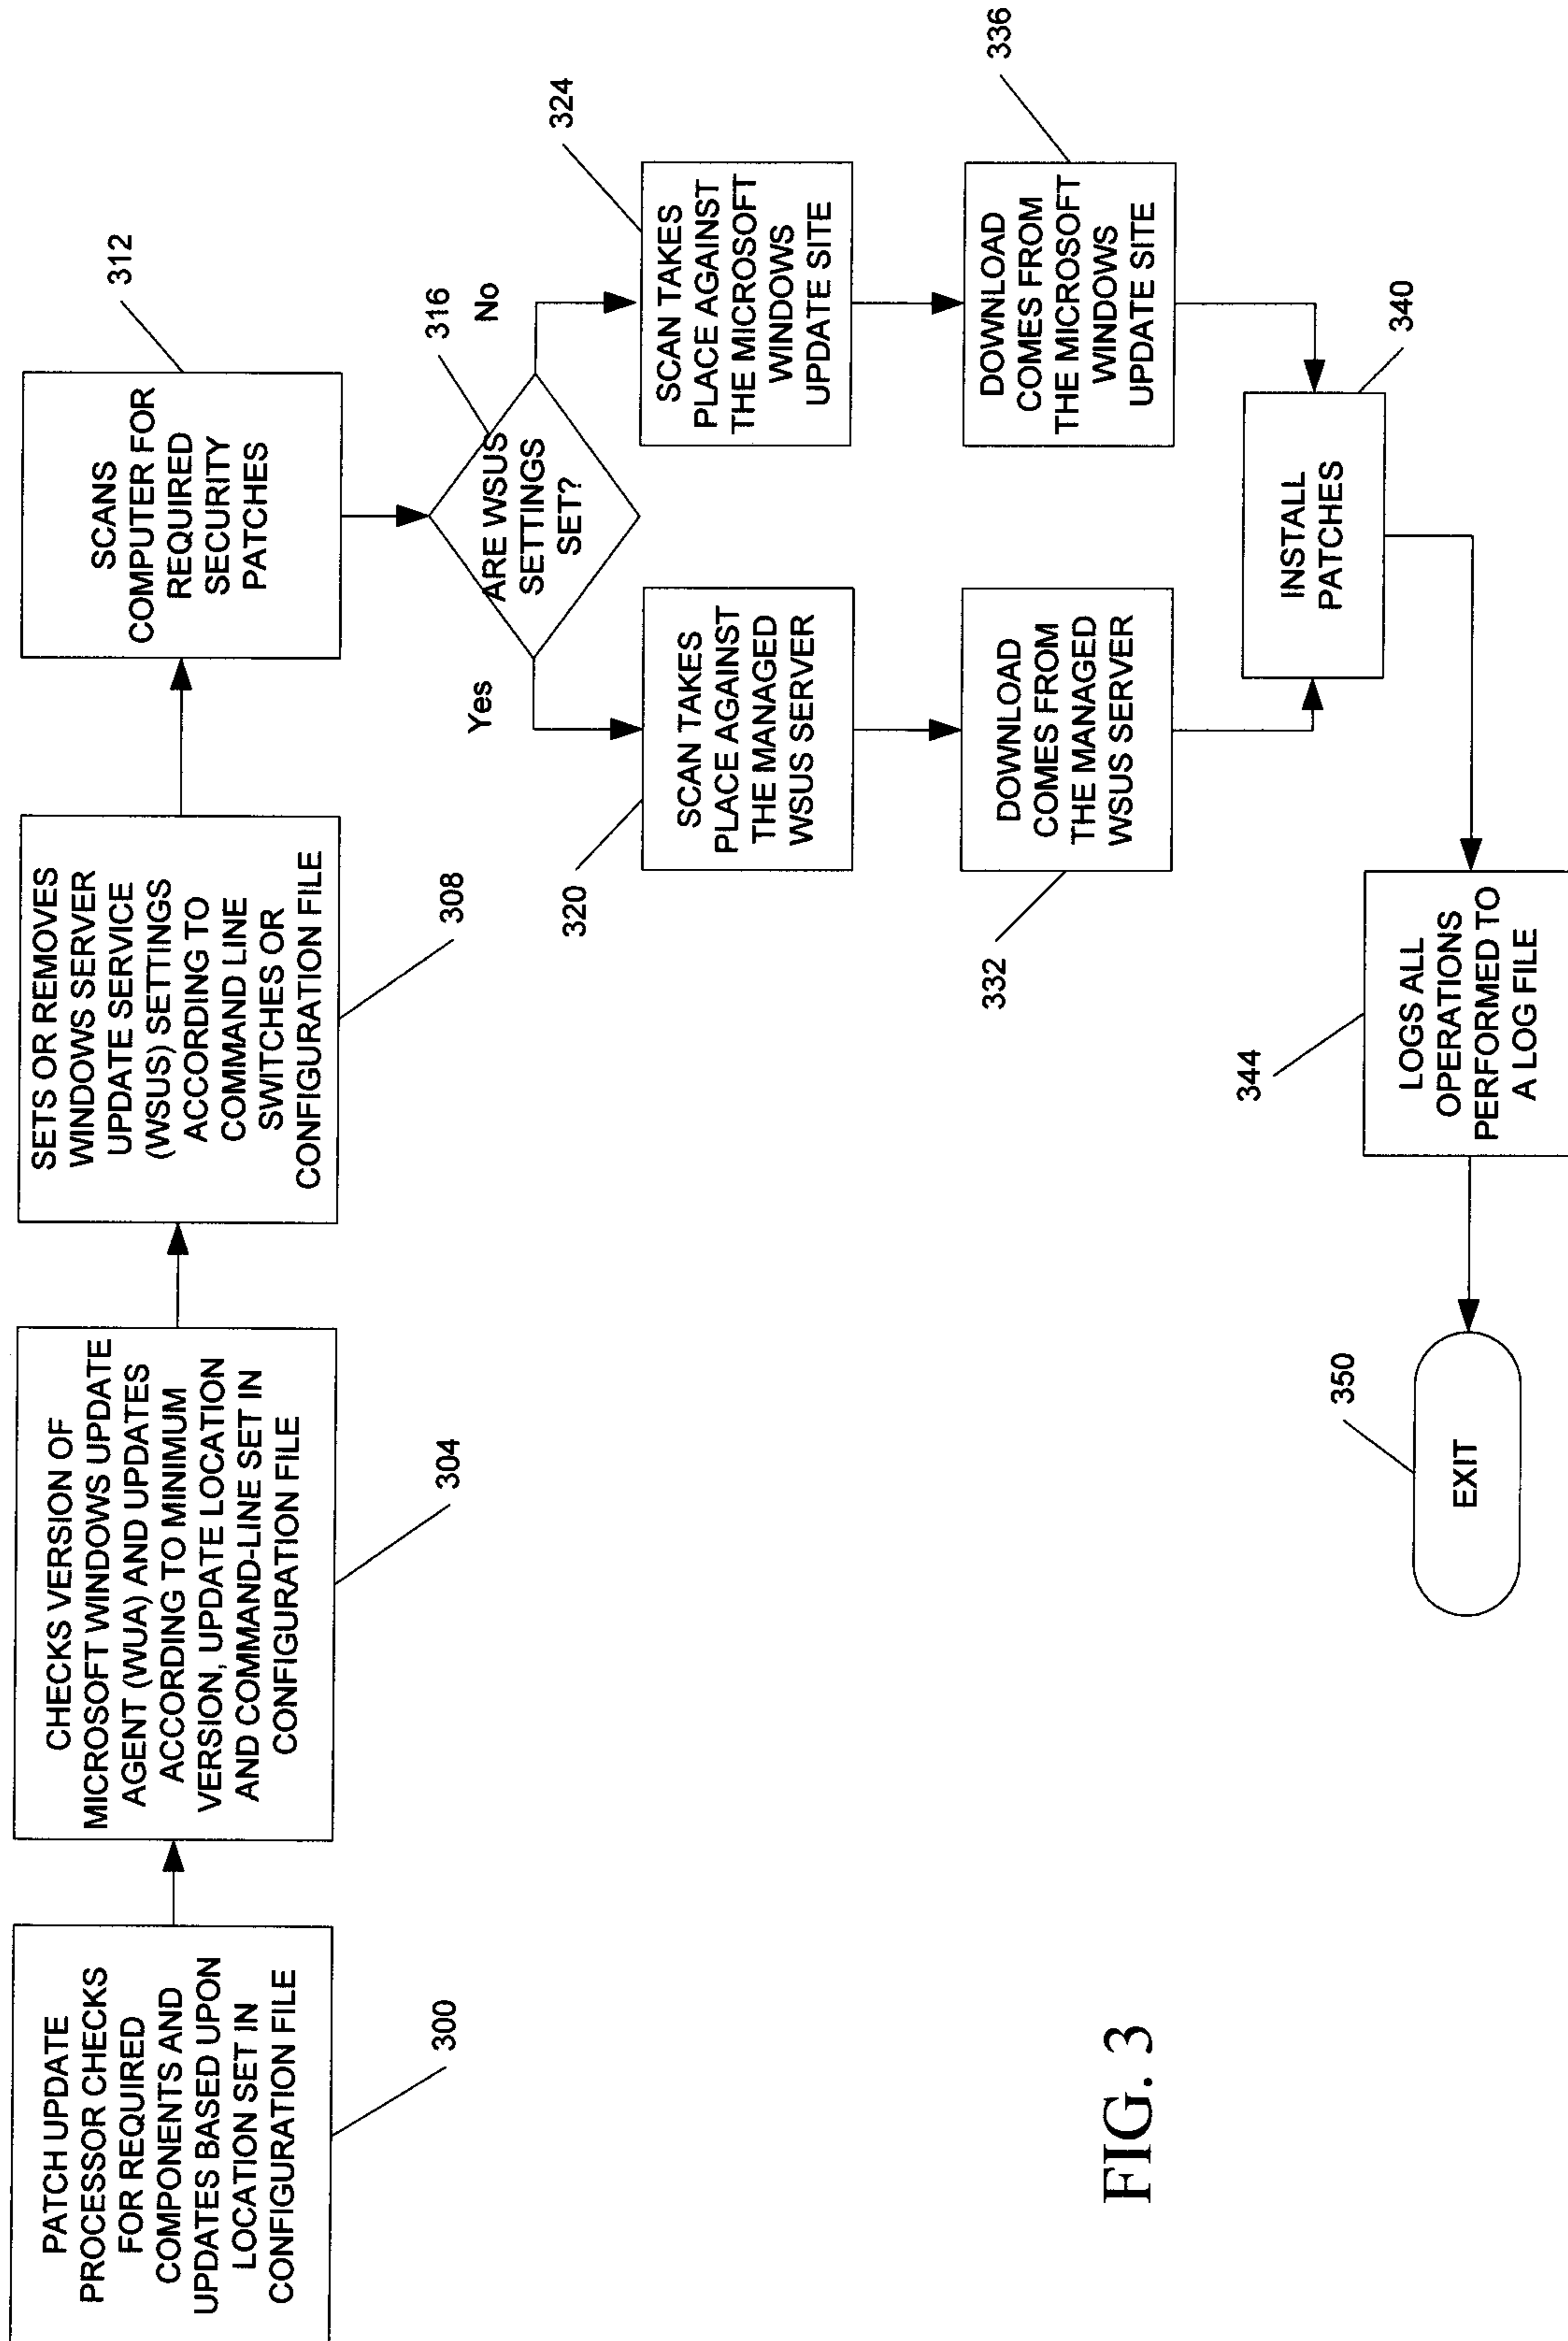 PATCH UPDATE
PROCESSOR CHECKS
FOR REQUIRED
COMPONENTS AND
UPDATES BASED UPON
LOCATION SET IN
CONFIGURATION FILE
300
CHECKS VERSION OF
MICROSOFT WINDOWS UPDATE
AGENT (WUA) AND UPDATES
ACCORDING TO MINIMUM
VERSION, UPDATE LOCATION
AND COMMAND-LINE SET IN
CONFIGURATION FILE
304
SETS OR REMOVES
WINDOWS SERVER
UPDATE SERVICE
(WSUS) SETTINGS
ACCORDING TO
COMMAND LINE
SWITCHES OR
CONFIGURATION FILE
308
SCANS
COMPUTER FOR
REQUIRED
SECURITY
PATCHES
312
ARE WSUS
SETTINGS
SET?
316
Yes
No
SCAN TAKES
PLACE AGAINST
THE MANAGED
WSUS SERVER
320
SCAN TAKES
PLACE AGAINST
THE MICROSOFT
WINDOWS
UPDATE SITE
324
DOWNLOAD
COMES FROM
THE MANAGED
WSUS SERVER
332
DOWNLOAD
COMES FROM
THE MICROSOFT
WINDOWS
UPDATE SITE
336
INSTALL
PATCHES
340
LOGS ALL
OPERATIONS
PERFORMED TO
A LOG FILE
344
EXIT
350
FIG. 3